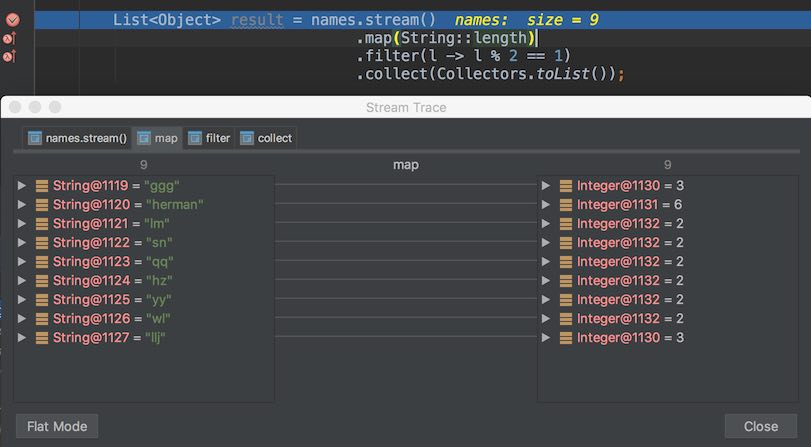 List<Object> result = names.stream() names: size = 9
.map(String::length)
.filter(l -> l % 2 == 1)
.collect(Collectors.toList());
Stream Trace
names.stream() map filter collect
9 map 9
String@1119 = "ggg" Integer@1130 = 3
String@1120 = "herman" Integer@1131 = 6
String@1121 = "lm" Integer@1132 = 2
String@1122 = "sn" Integer@1132 = 2
String@1123 = "qq" Integer@1132 = 2
String@1124 = "hz" Integer@1132 = 2
String@1125 = "yy" Integer@1132 = 2
String@1126 = "wl" Integer@1132 = 2
String@1127 = "llj" Integer@1130 = 3
Flat Mode Close